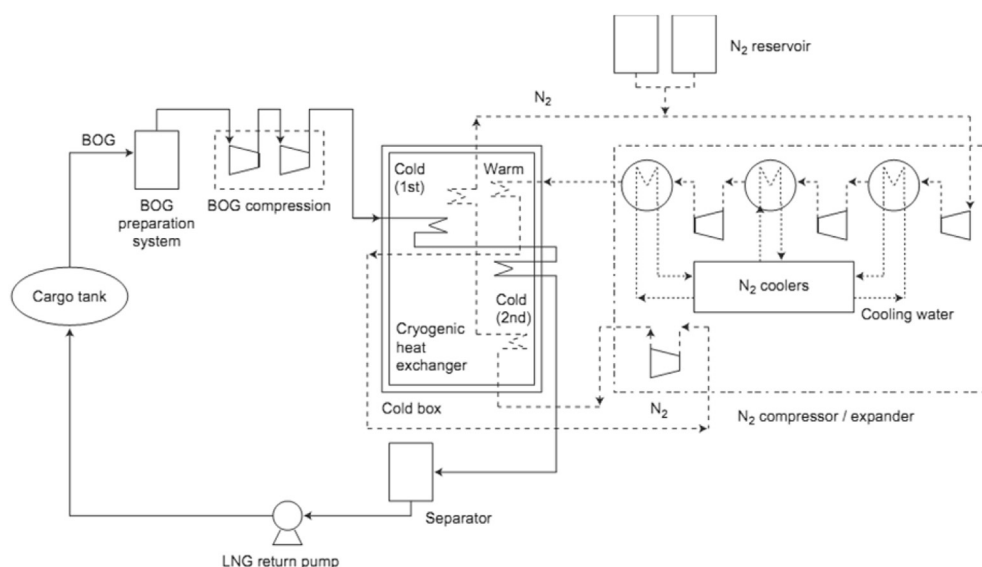 N₂ reservoir
N₂
BOG
BOG
preparation
system
BOG compression
Cold
(1st)
Warm
Cargo tank
N₂ coolers
Cooling water
Cold
(2nd)
Cryogenic
heat
exchanger
Cold box
N₂
N₂ compressor / expander
Separator
LNG return pump